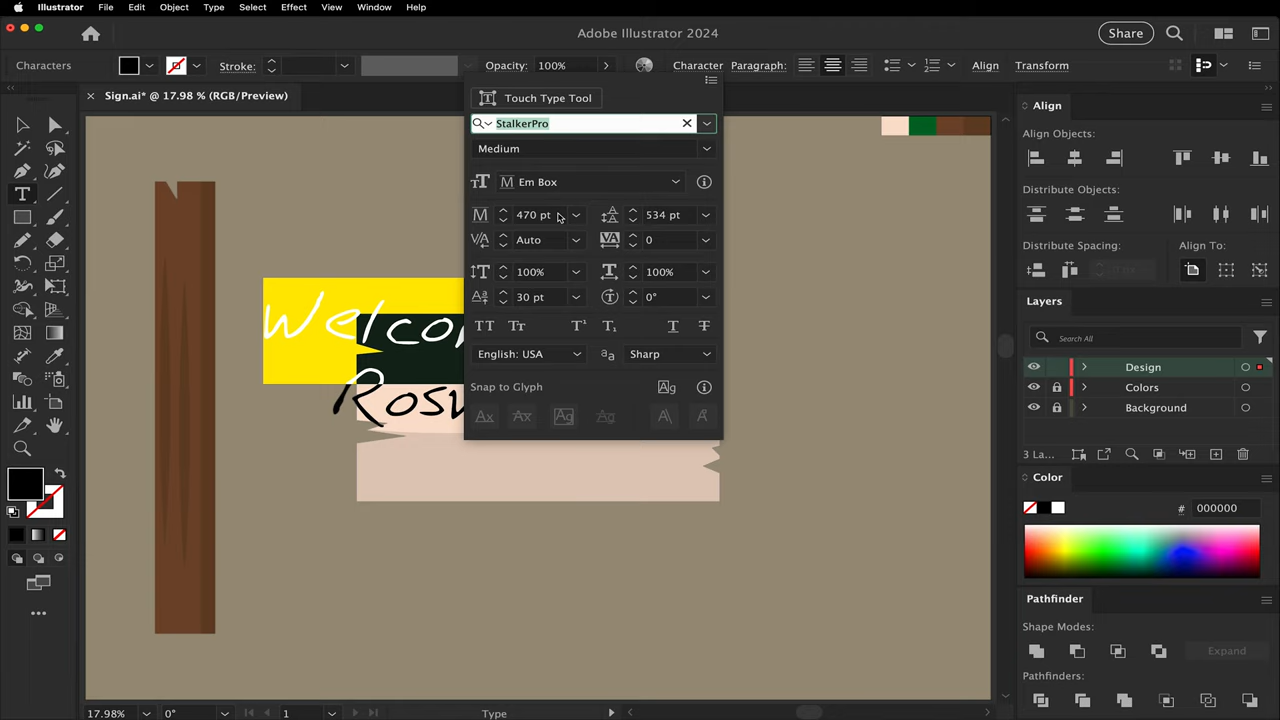 Illustrator File Edit Object Type Select Effect View Window Help
Adobe Illustrator 2024
Share
Characters Stroke: Opacity: 100% Character Paragraph: Align Transform
× Sign.ai* @ 17.98 % (RGB/Preview)
Touch Type Tool
StalkerPro
Medium
Em Box
470 pt 534 pt
Auto 0
100% 100%
30 pt 0°
TT Tr T¹ T₁ T T
English: USA Sharp
Snap to Glyph
Align
Align Objects:
Distribute Objects:
Distribute Spacing: Align To:
Layers
Search All
Design
Colors
Background
3 La...
Color
# 000000
Pathfinder
Shape Modes:
Expand
Pathfinders:
17.98% 0° 1 Type